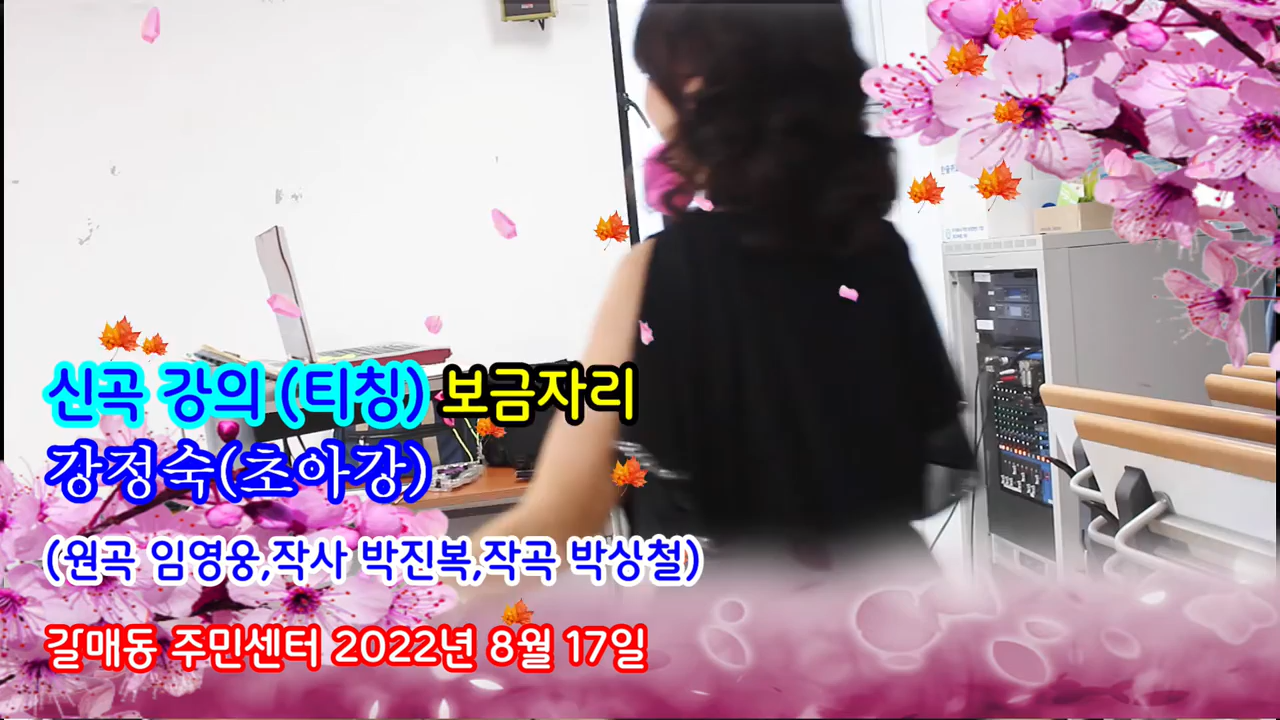 신곡 강의 (티칭) 보금자리
강정숙(초아강)
(원곡 임영웅,작사 박진복,작곡 박상철)
갈매동 주민센터 2022년 8월 17일